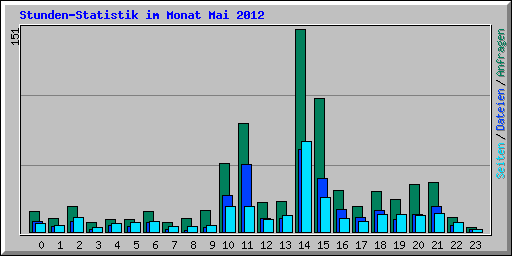 Stunden-Statistik im Monat Mai 2012
151
Seiten/Dateien/Anfragen
0 1 2 3 4 5 6 7 8 9 10 11 12 13 14 15 16 17 18 19 20 21 22 23